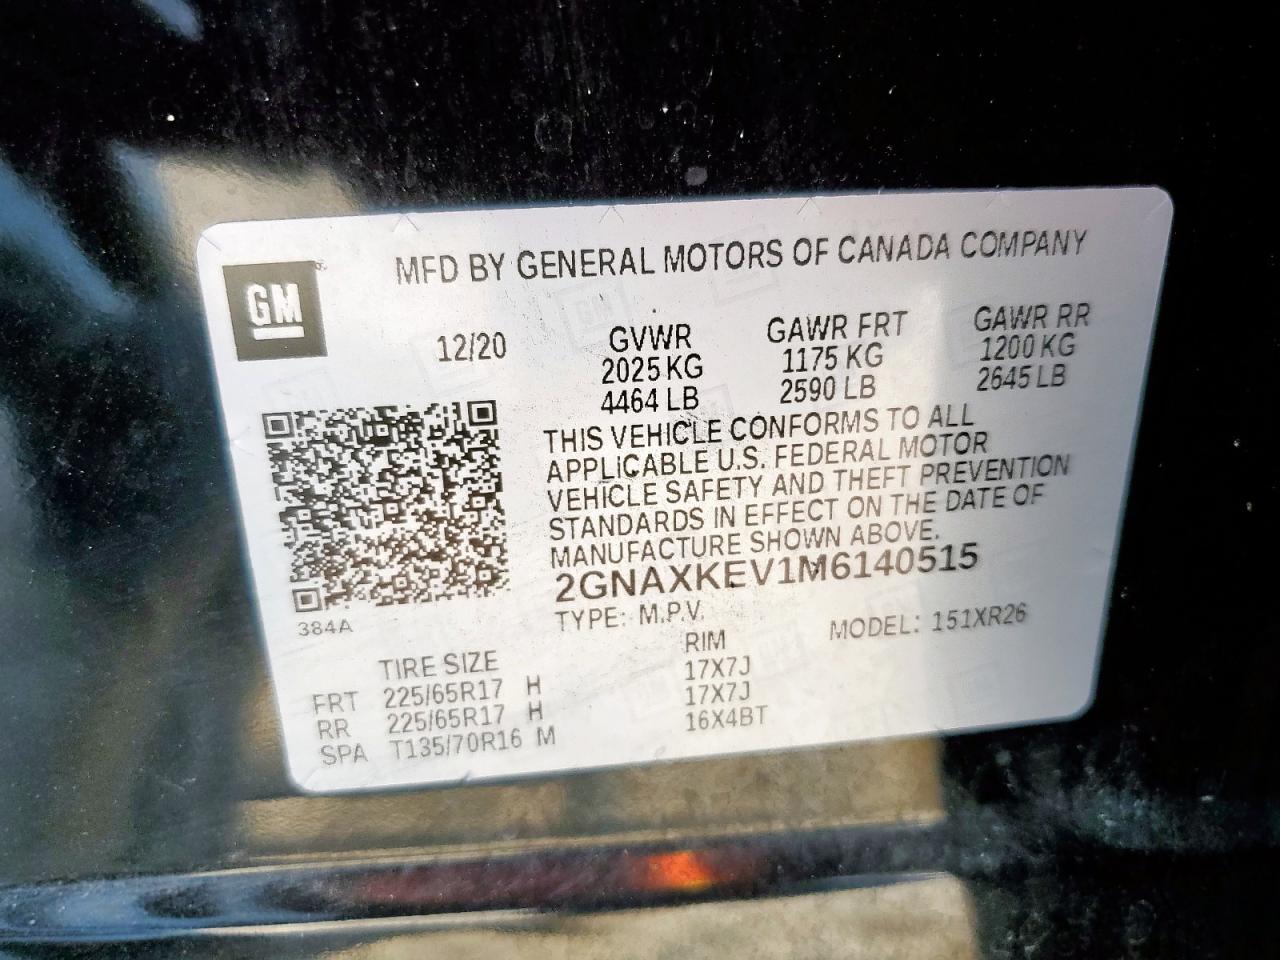 GM
MFD BY GENERAL MOTORS OF CANADA COMPANY
12/20 GVWR GAWR FRT GAWR RR
2025 KG 1175 KG 1200 KG
4464 LB 2590 LB 2645 LB
THIS VEHICLE CONFORMS TO ALL
APPLICABLE U.S. FEDERAL MOTOR
VEHICLE SAFETY AND THEFT PREVENTION
STANDARDS IN EFFECT ON THE DATE OF
MANUFACTURE SHOWN ABOVE.
2GNAXKEV1M6140515
384A TYPE: M.P.V. MODEL: 151XR26
TIRE SIZE RIM
FRT 225/65R17 H 17X7J
RR 225/65R17 H 17X7J
SPA T135/70R16 M 16X4BT